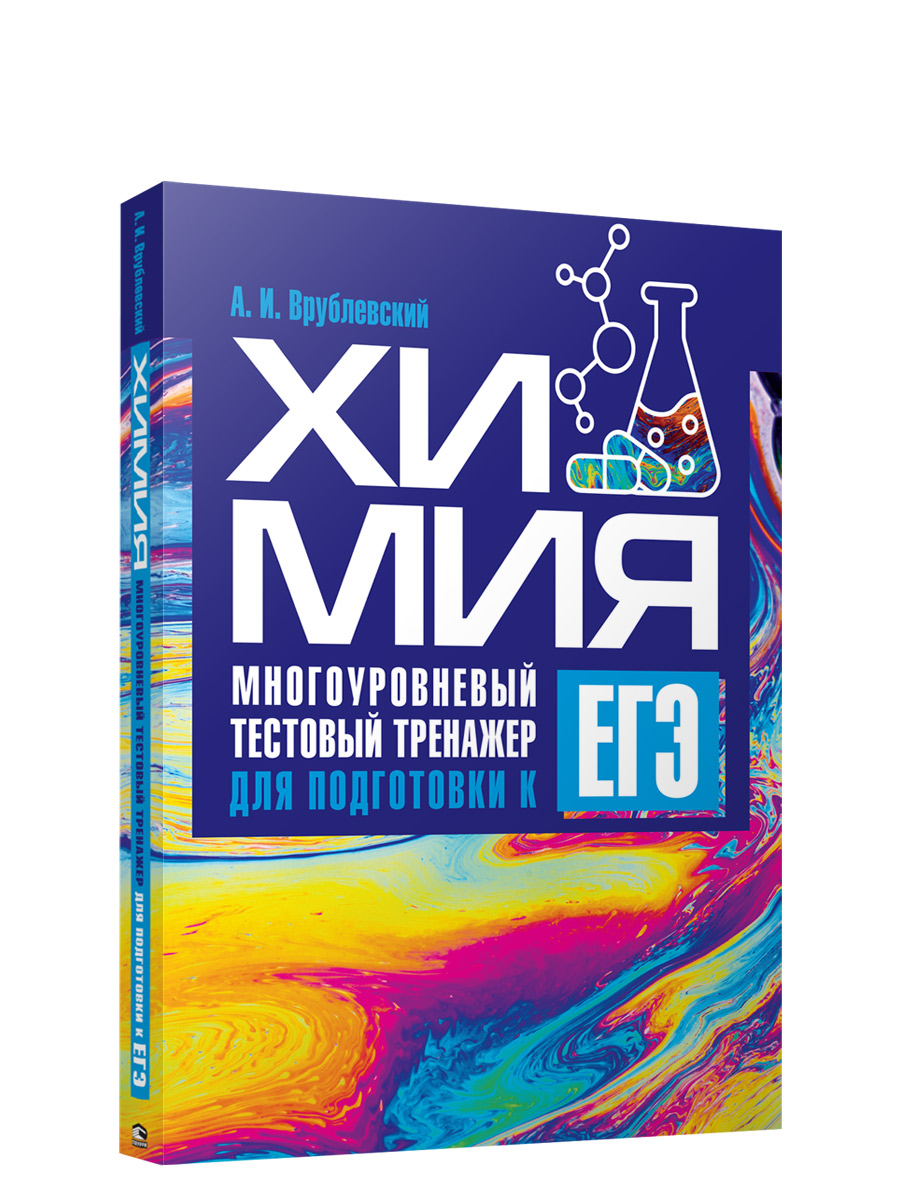 А. И. Врублевский
ХИ
МИЯ
МНОГОУРОВНЕВЫЙ
ТЕСТОВЫЙ ТРЕНАЖЕР
ДЛЯ ПОДГОТОВКИ К
ЕГЭ
А. И. Врублевский
ХИМИЯ
МНОГОУРОВНЕВЫЙ ТЕСТОВЫЙ ТРЕНАЖЕР ДЛЯ ПОДГОТОВКИ К ЕГЭ